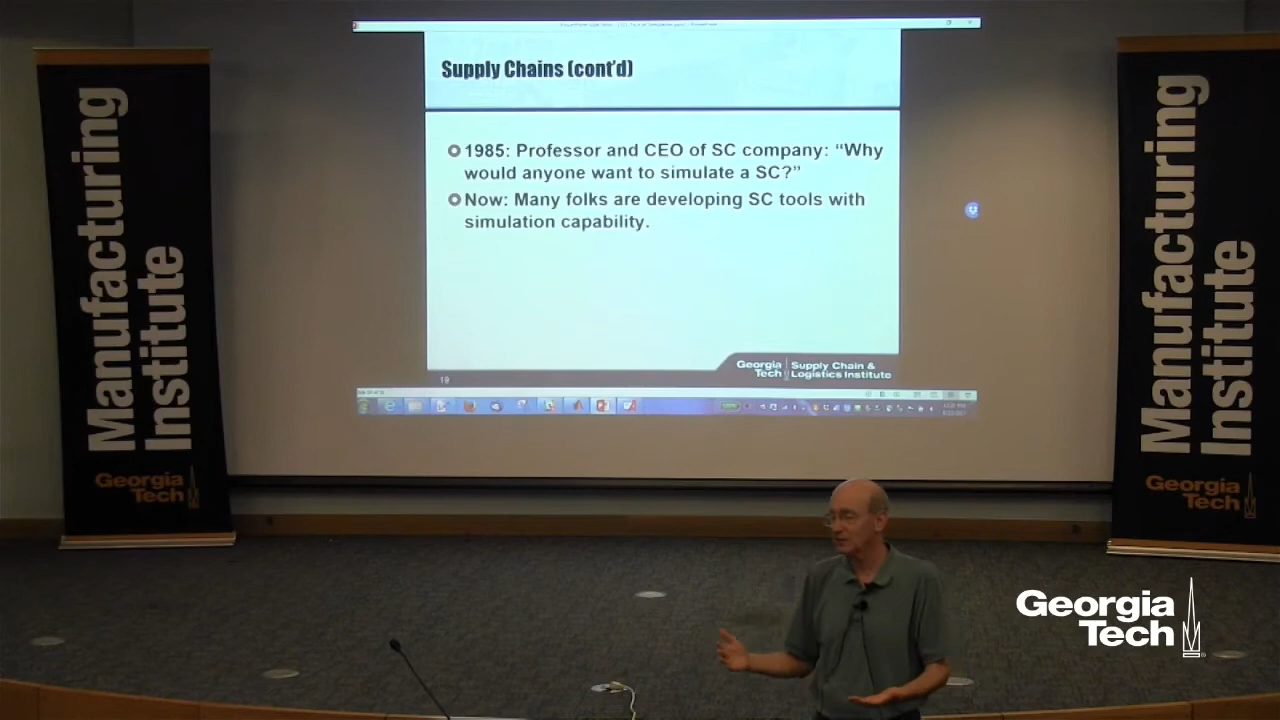 Supply Chains (cont'd)
1985: Professor and CEO of SC company: “Why
would anyone want to simulate a SC?”
Now: Many folks are developing SC tools with
simulation capability.
19
Georgia
Tech
Supply Chain &
Logistics Institute
Manufacturing
Institute
Georgia
Tech
Manufacturing
Institute
Georgia
Tech
Georgia
Tech